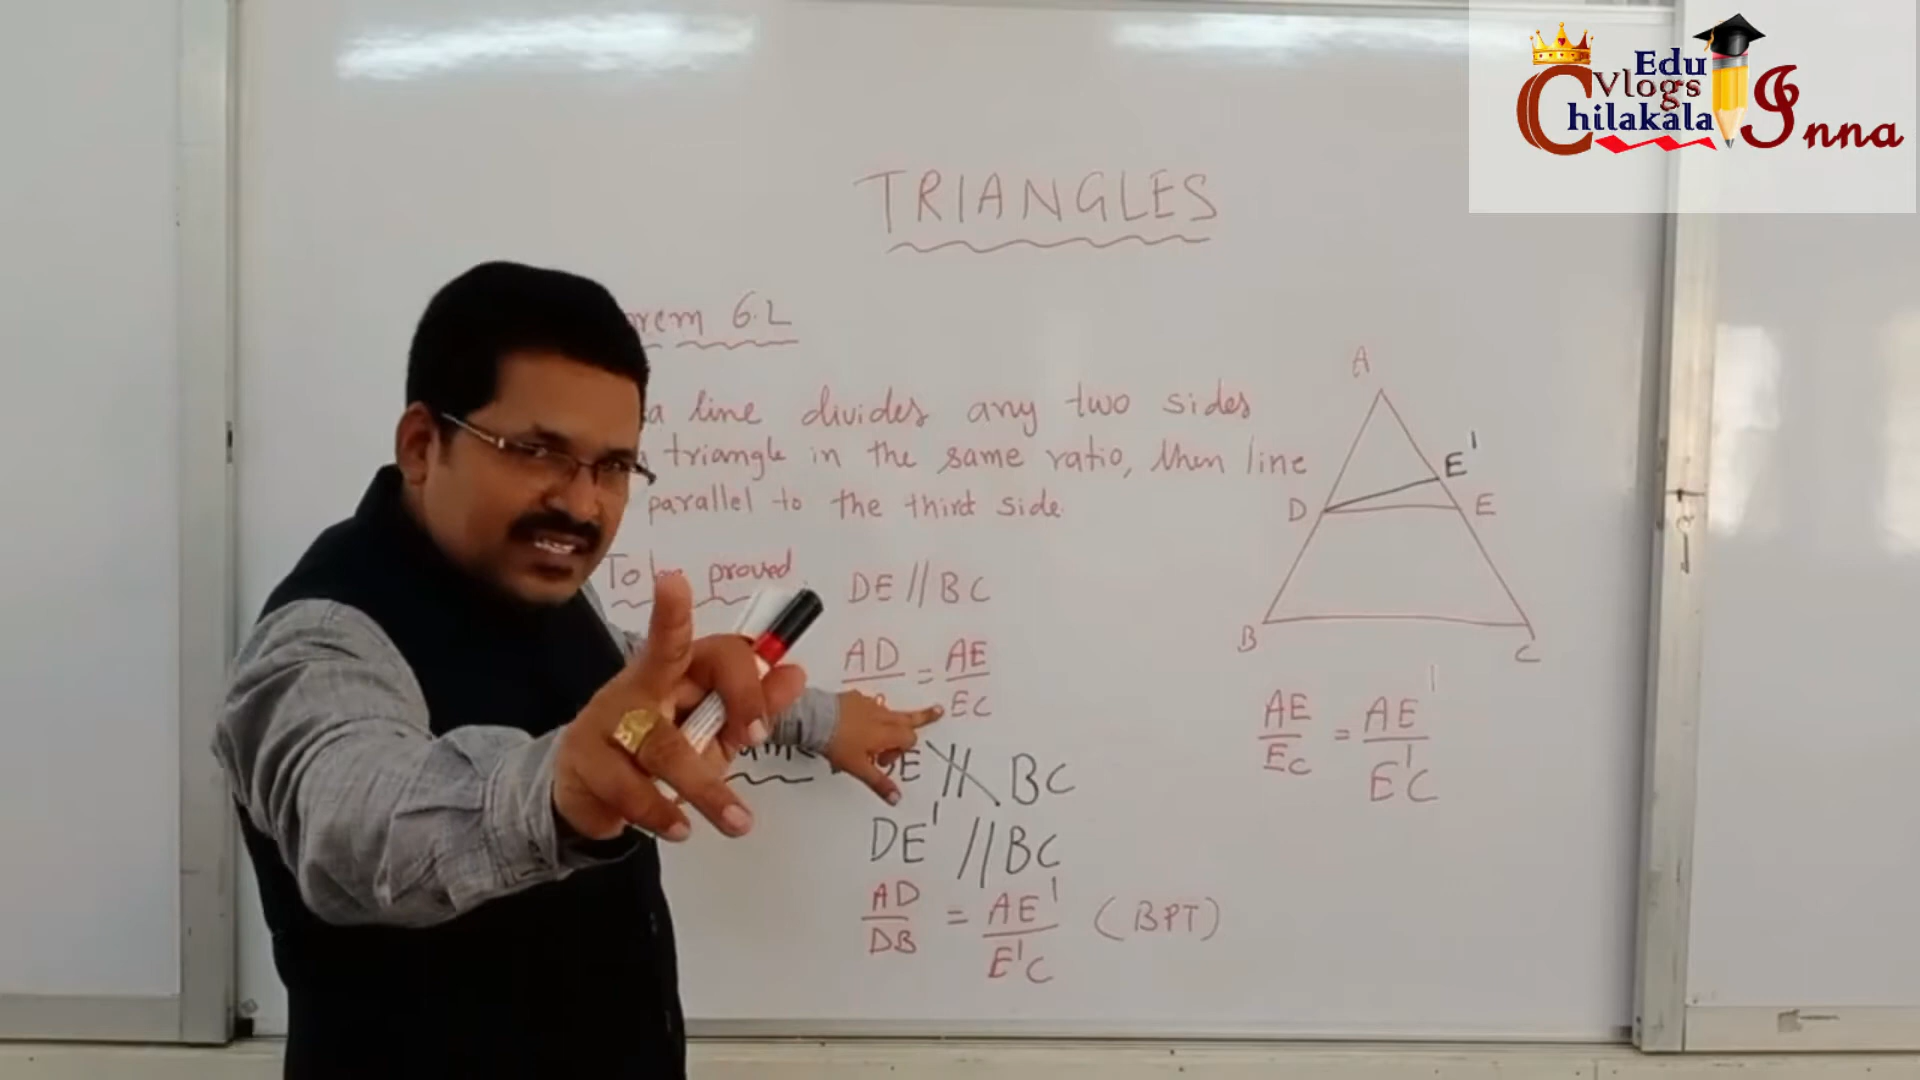 Edu
Vlogs
Chilakala Inna
TRIANGLES
6.2
a line divides any two sides
triangle in the same ratio, then line
parallel to the third side
To be proved DE // BC
AD = AE
EC
BC
DE' // BC
AD = AE' (BPT)
DB E'C
A
E'
D E
B C
AE = AE'
EC E'C